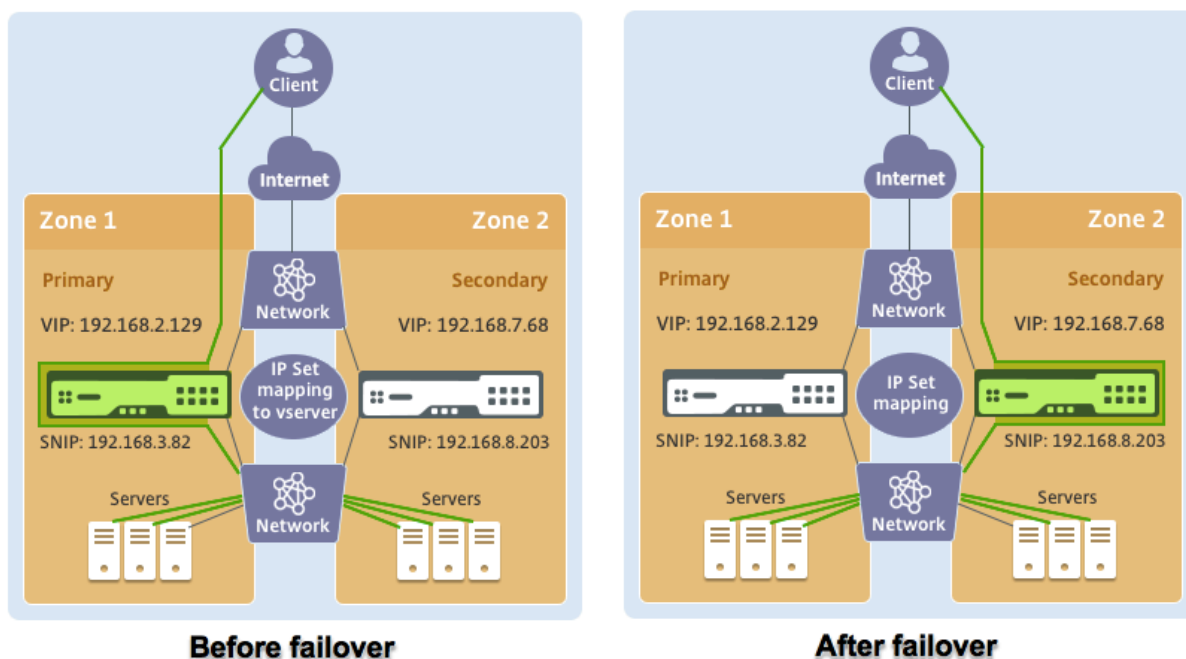 Client
Internet
Zone 1
Zone 2
Primary
Secondary
Network
VIP: 192.168.2.129
VIP: 192.168.7.68
IP Set
mapping
to vserver
SNIP: 192.168.3.82
SNIP: 192.168.8.203
Servers
Servers
Network
Before failover
Client
Internet
Zone 1
Zone 2
Primary
Secondary
Network
VIP: 192.168.2.129
VIP: 192.168.7.68
IP Set
mapping
SNIP: 192.168.3.82
SNIP: 192.168.8.203
Servers
Servers
Network
After failover